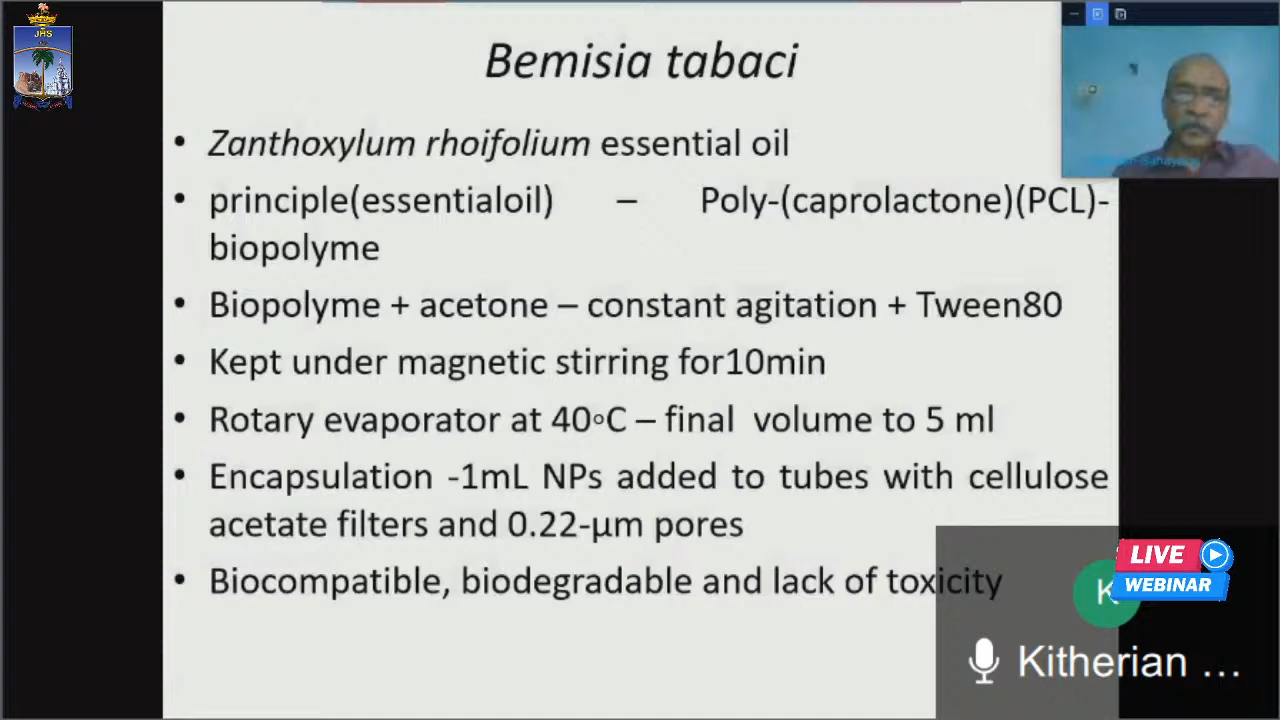 JHS
Bemisia tabaci
• Zanthoxylum rhoifolium essential oil
• principle(essentialoil) – Poly-(caprolactone)(PCL)-
biopolyme
• Biopolyme + acetone – constant agitation + Tween80
• Kept under magnetic stirring for10min
• Rotary evaporator at 40◦C – final volume to 5 ml
• Encapsulation -1mL NPs added to tubes with cellulose
acetate filters and 0.22-µm pores
• Biocompatible, biodegradable and lack of toxicity
LIVE
K
WEBINAR
Kitherian ...